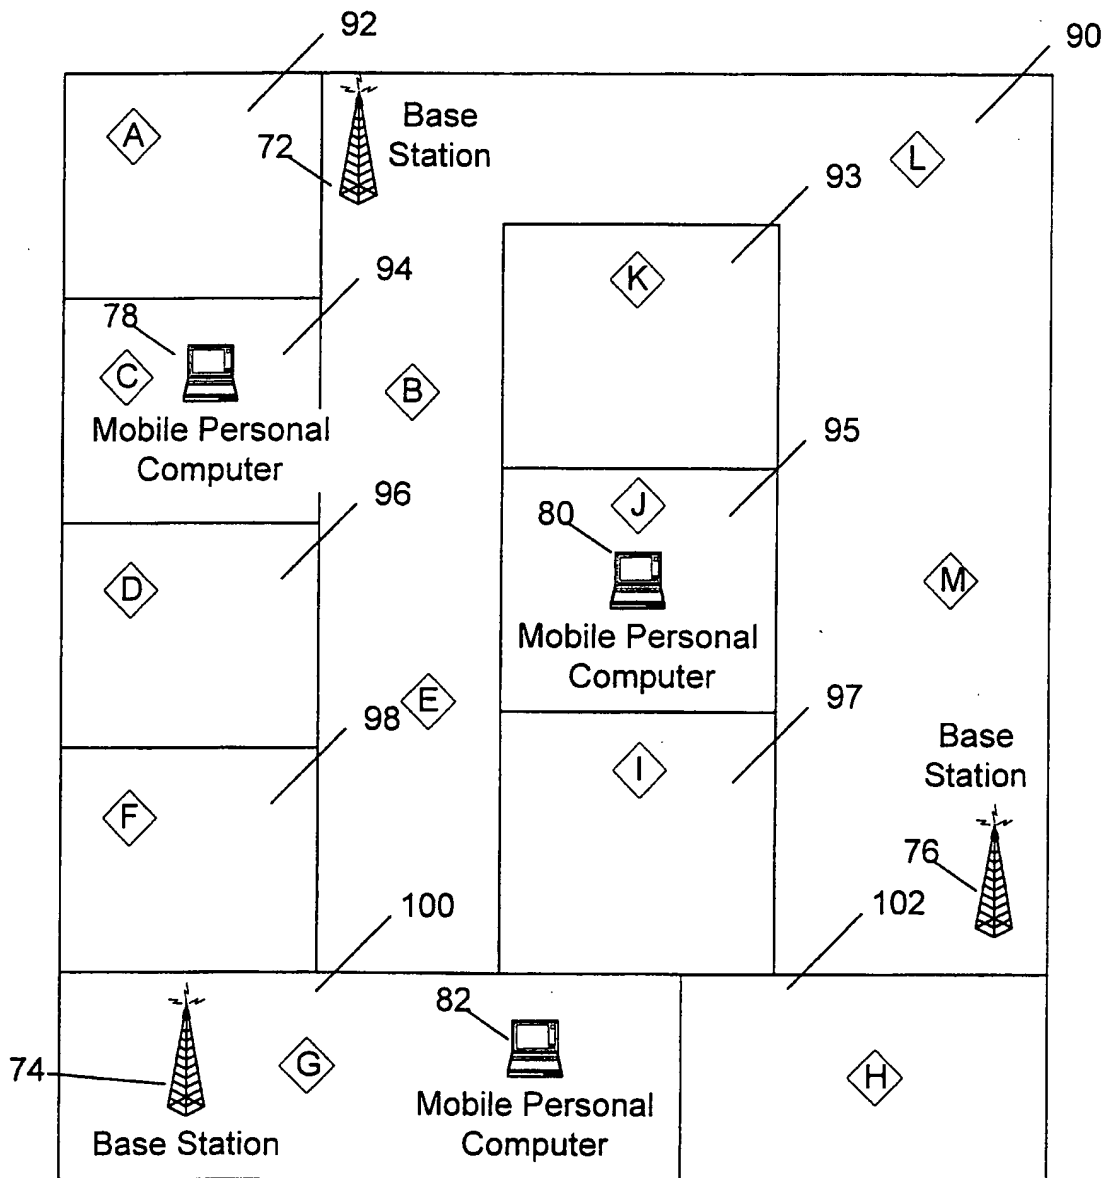 92
90
A
Base
Station
72
L
93
K
94
78
C
B
Mobile Personal
Computer
95
96
J
80
D
M
Mobile Personal
Computer
E
97
98
I
Base
Station
F
76
100
102
82
74
G
H
Mobile Personal
Computer
Base Station